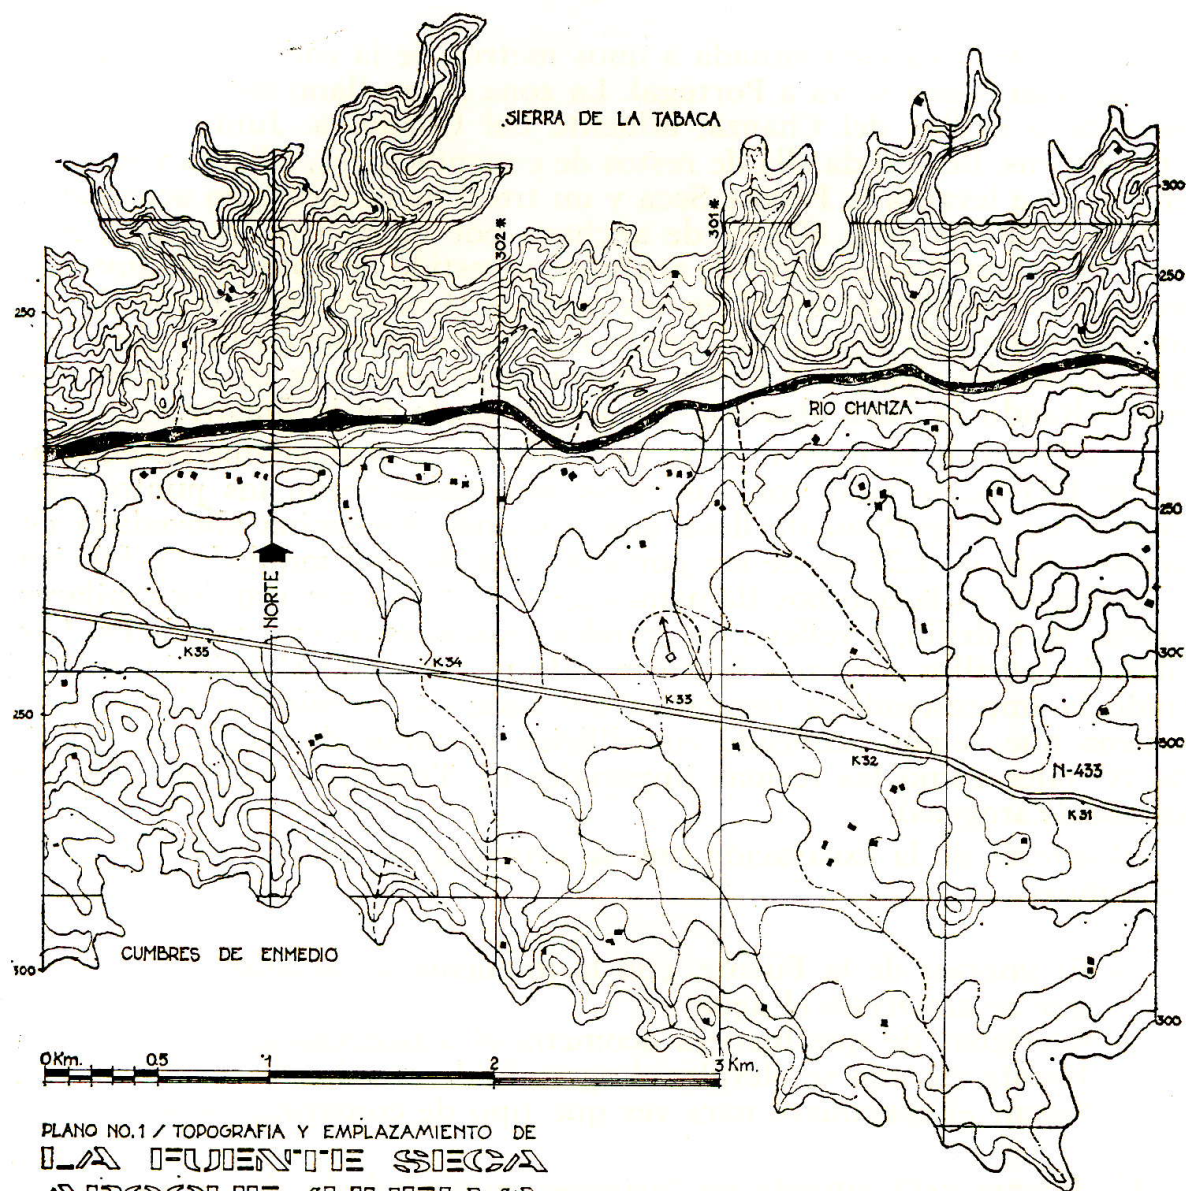 SIERRA DE LA TABACA
300
301*
302*
250
250
RIO CHANZA
250
NORTE
K35
K34
300
K33
250
300
K32
N-433
K31
CUMBRES DE ENMEDIO
300
300
0Km. 0.5 1 2 3 Km.
PLANO NO.1 / TOPOGRAFIA Y EMPLAZAMIENTO DE
LA FUENTE SECA